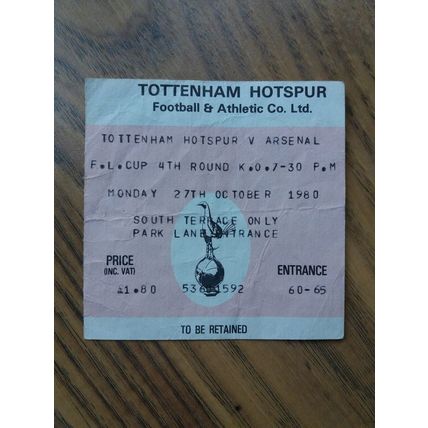 TOTTENHAM HOTSPUR
Football & Athletic Co. Ltd.
TOTTENHAM HOTSPUR V ARSENAL
F.L.CUP 4TH ROUND K.O.7-30 P.M
MONDAY 27TH OCTOBER 1980
SOUTH TERRACE ONLY
PARK LANE ENTRANCE
PRICE
(INC. VAT)
ENTRANCE
£1.80 1592 60-65
TO BE RETAINED